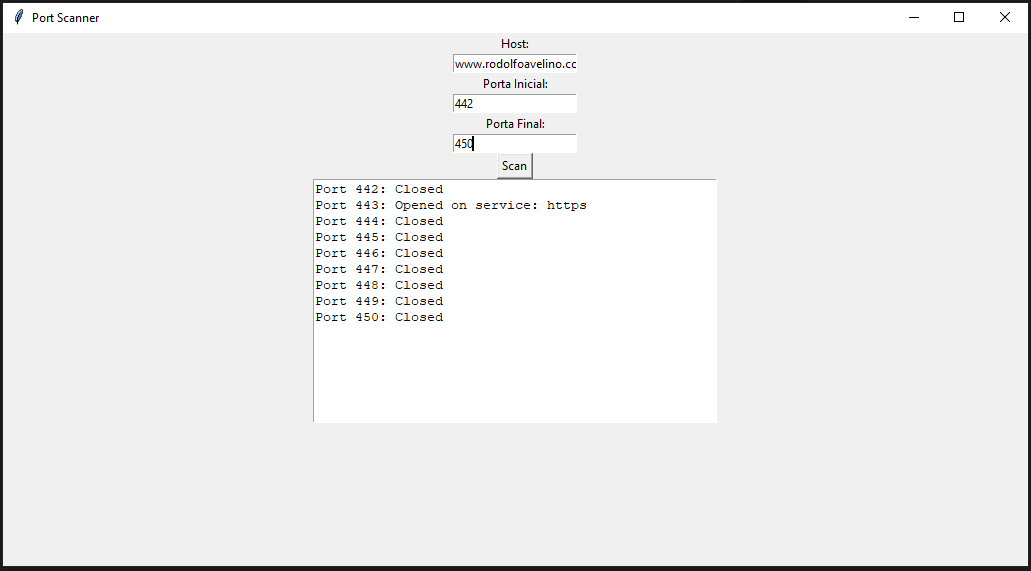 Port Scanner
Host:
www.rodolfoavelino.cc
Porta Inicial:
442
Porta Final:
450
Scan
Port 442: Closed
Port 443: Opened on service: https
Port 444: Closed
Port 445: Closed
Port 446: Closed
Port 447: Closed
Port 448: Closed
Port 449: Closed
Port 450: Closed